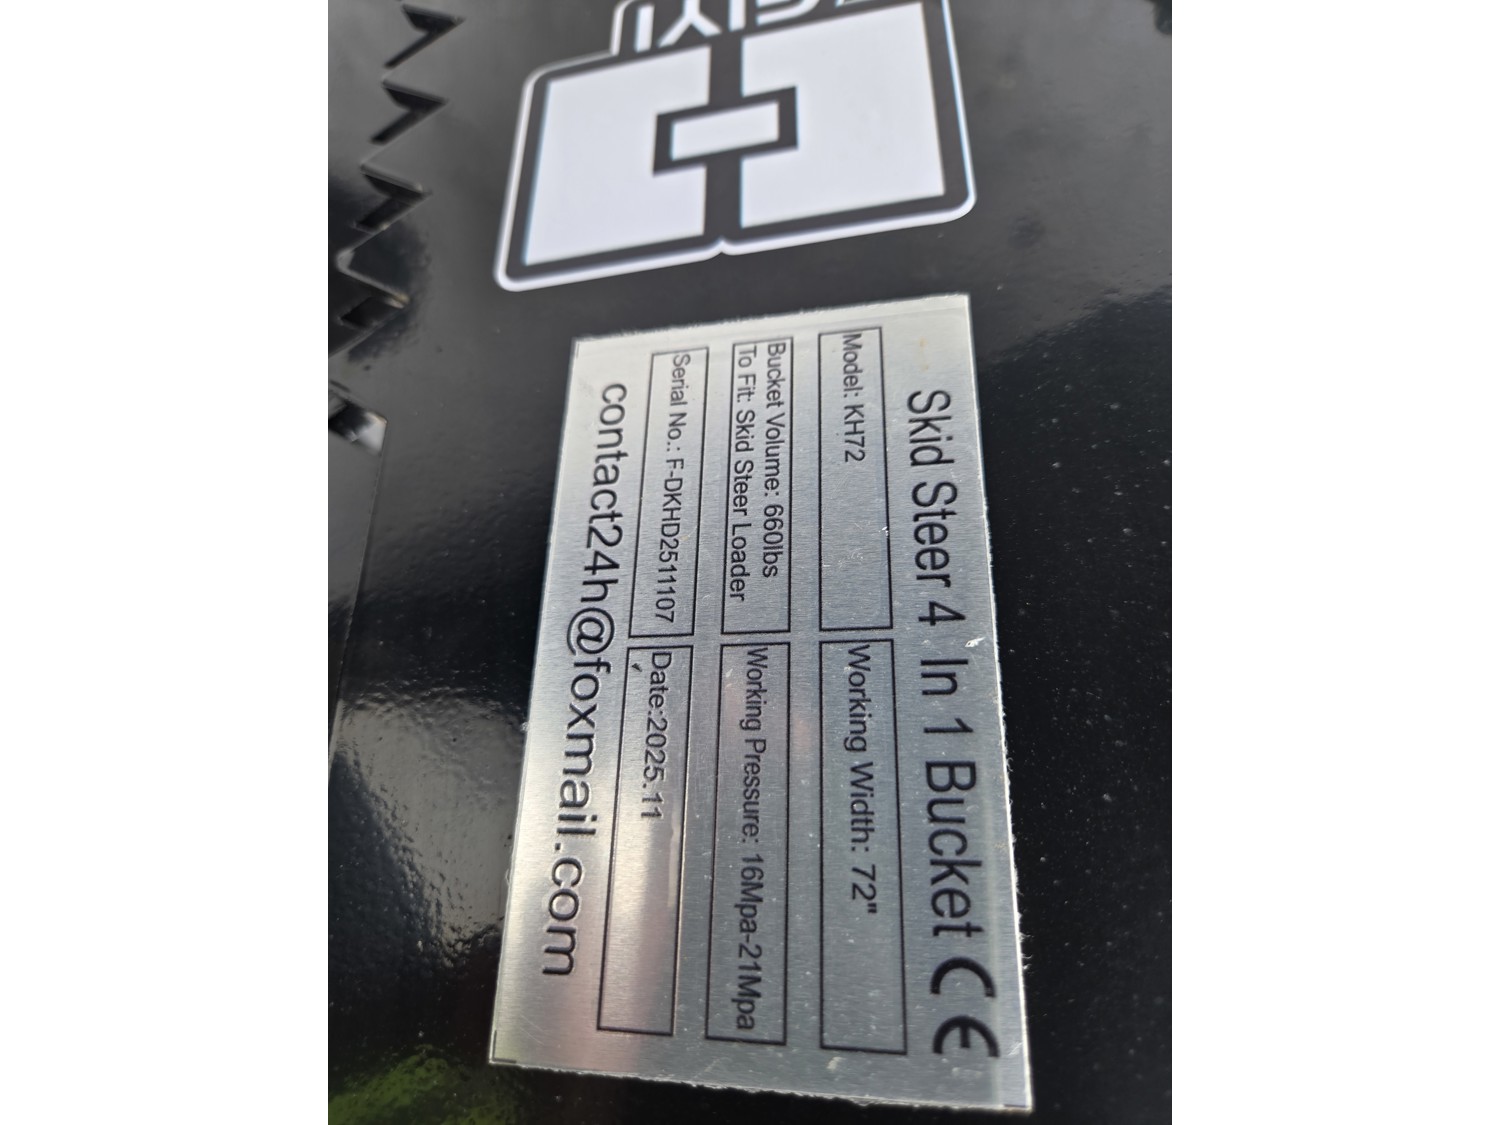 Skid Steer 4 In 1 Bucket CE
Model: KH72
Working Width: 72"
Bucket Volume: 660lbs
To Fit: Skid Steer Loader
Working Pressure: 16Mpa-21Mpa
Serial No.: F-DKHD2511107
Date:2025.11
contact24h@foxmail.com